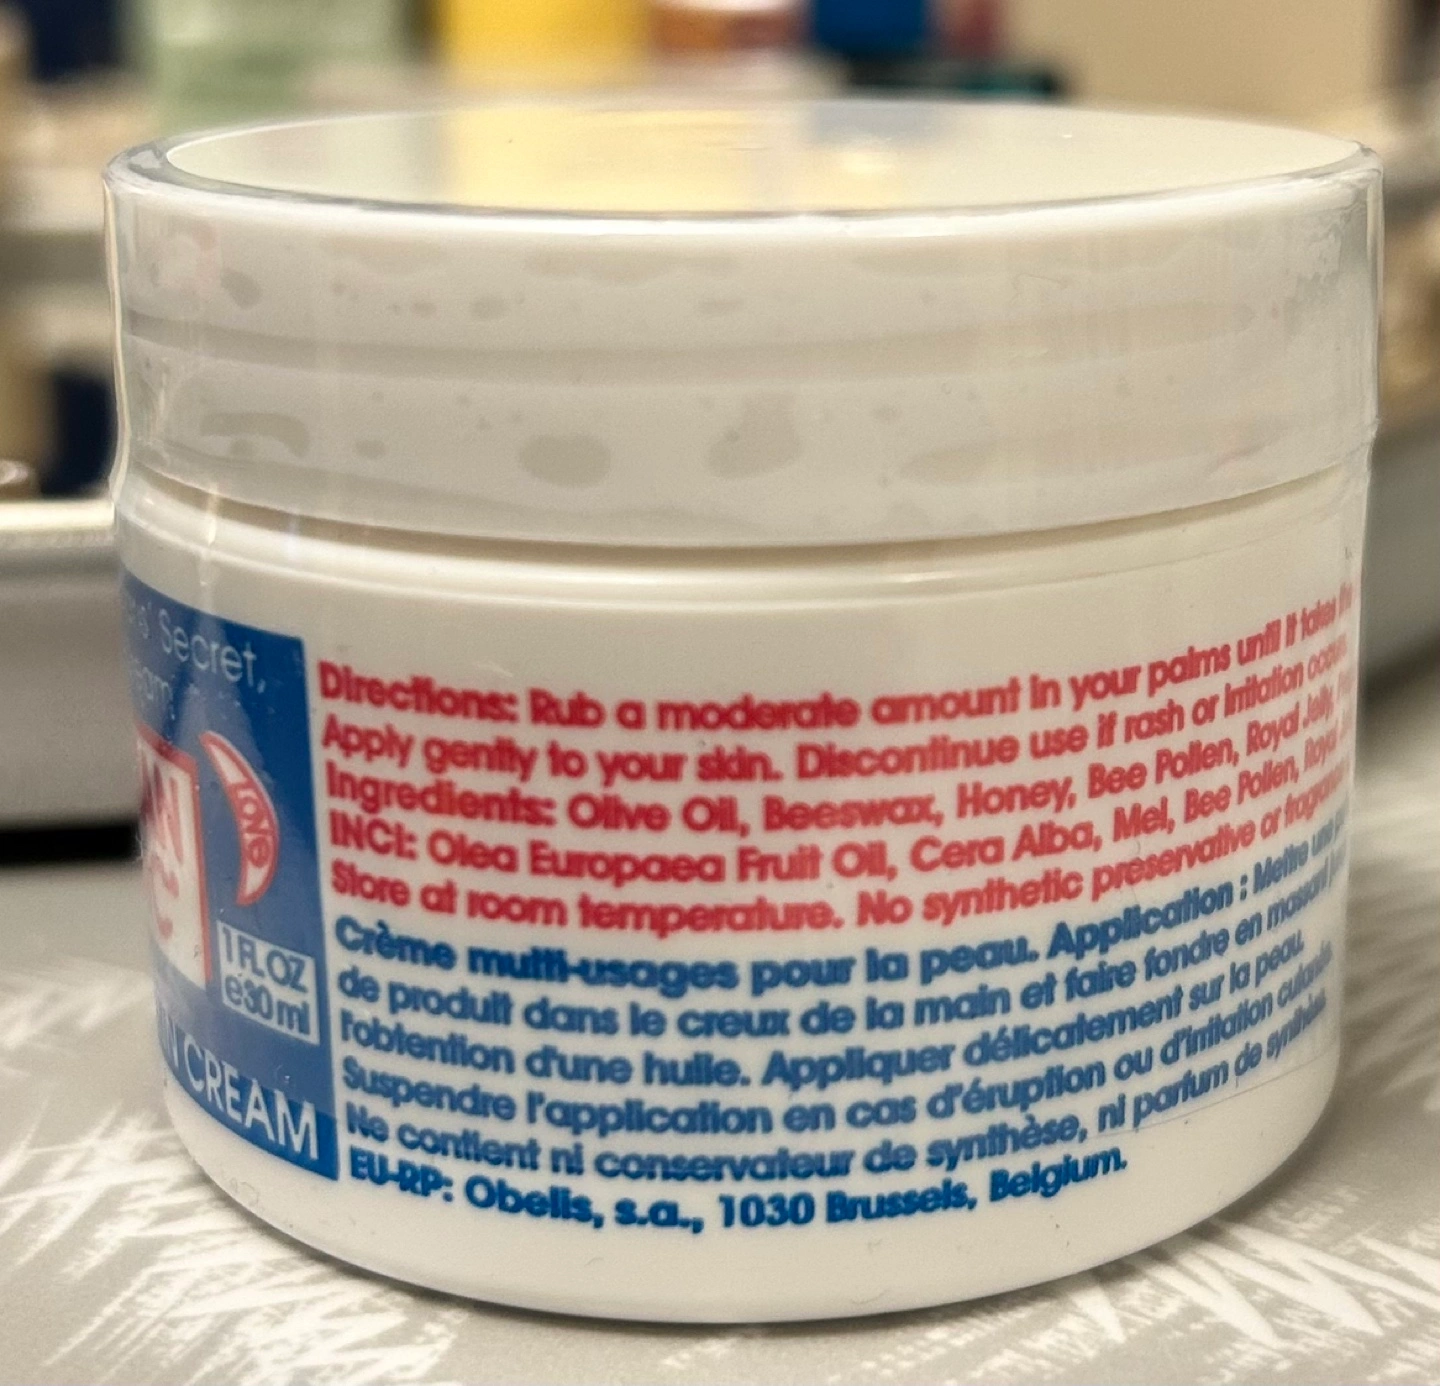 Secret,
LOVE
1 FL OZ
e30 ml
CREAM
Directions: Rub a moderate amount in your palms until it takes the
Apply gently to your skin. Discontinue use if rash or irritation occurs.
Ingredients: Olive Oil, Beeswax, Honey, Bee Pollen, Royal Jelly,
INCI: Olea Europaea Fruit Oil, Cera Alba, Mel, Bee Pollen, Royal
Store at room temperature. No synthetic preservative or
Crème multi-usages pour la peau. Application : Mettre une
de produit dans le creux de la main et faire fondre en massant
l'obtention d'une huile. Appliquer délicatement sur la peau.
Suspendre l'application en cas d'éruption ou d'irritation cutanée.
Ne contient ni conservateur de synthèse, ni parfum de synthèse.
EU-RP: Obelis, s.a., 1030 Brussels, Belgium.